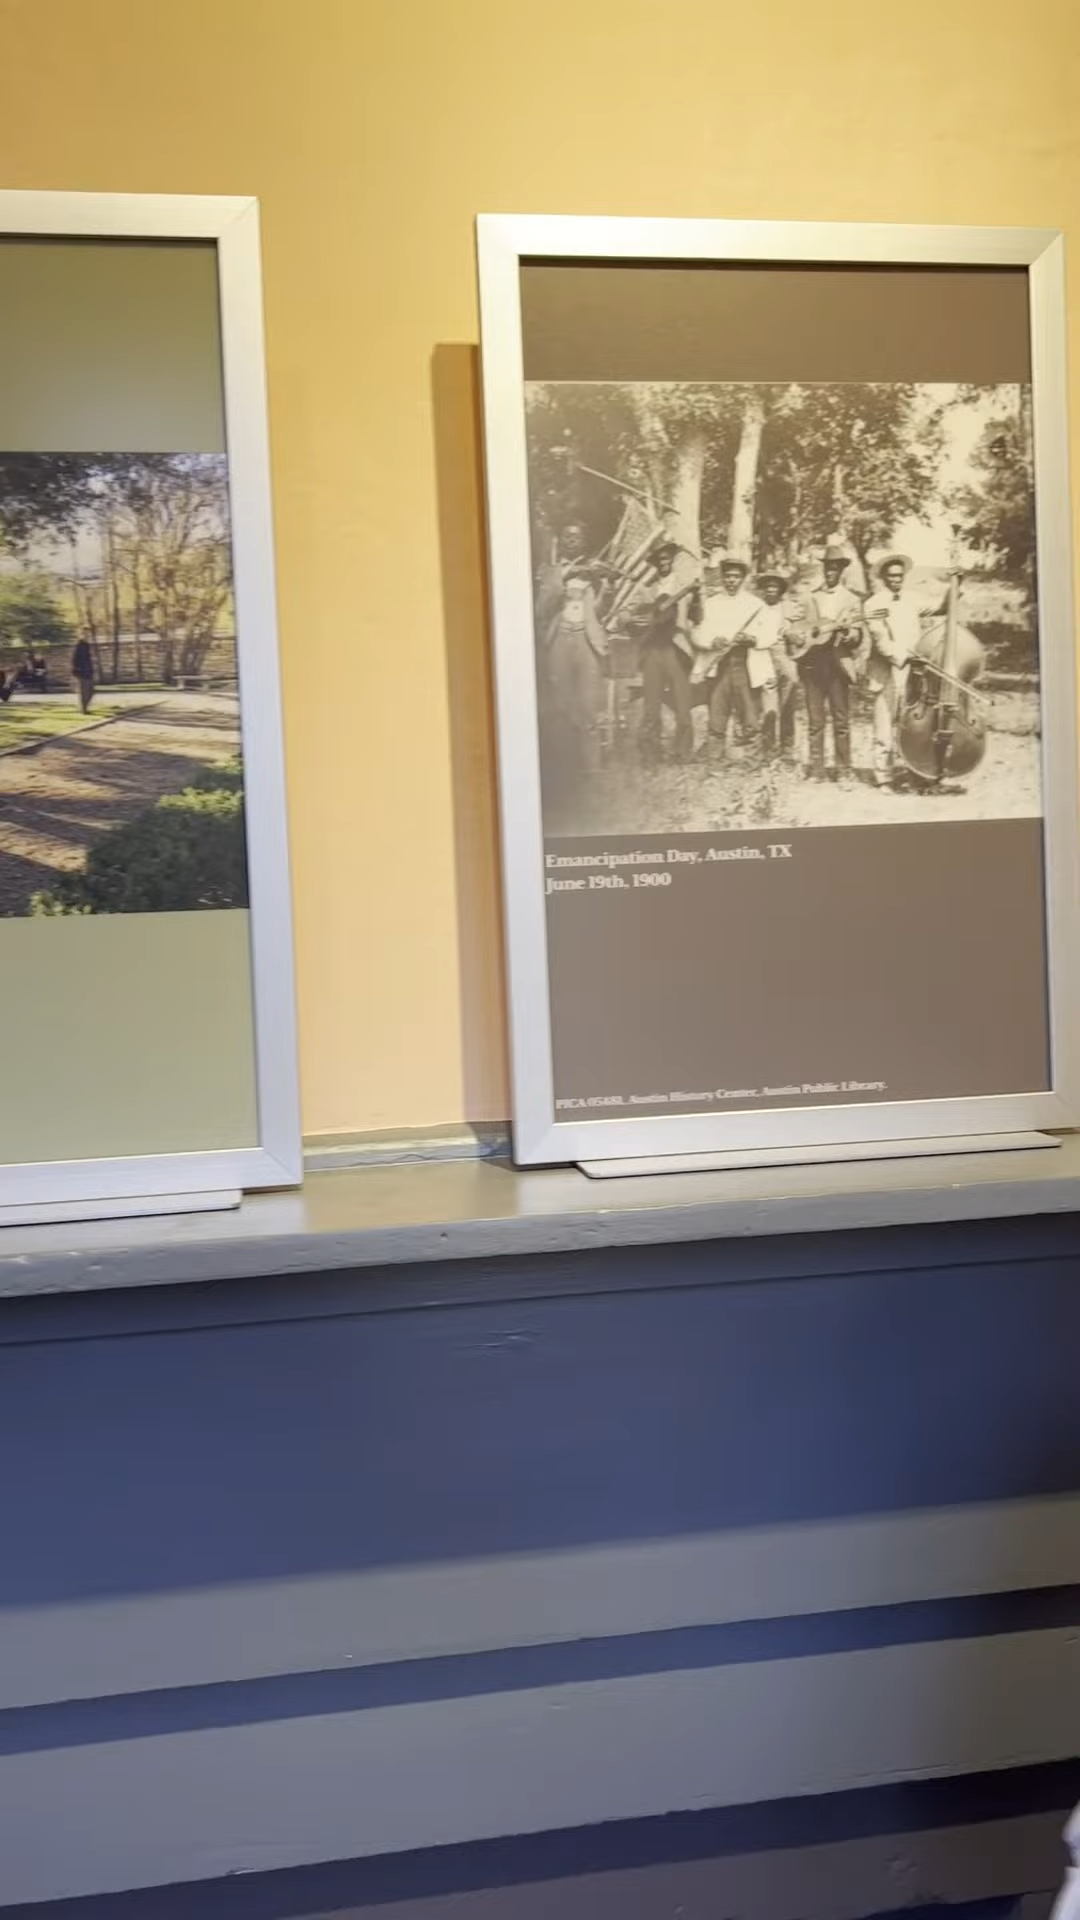 Emancipation Day, Austin, TX
June 19th, 1900
PICA 05481, Austin History Center, Austin Public Library.